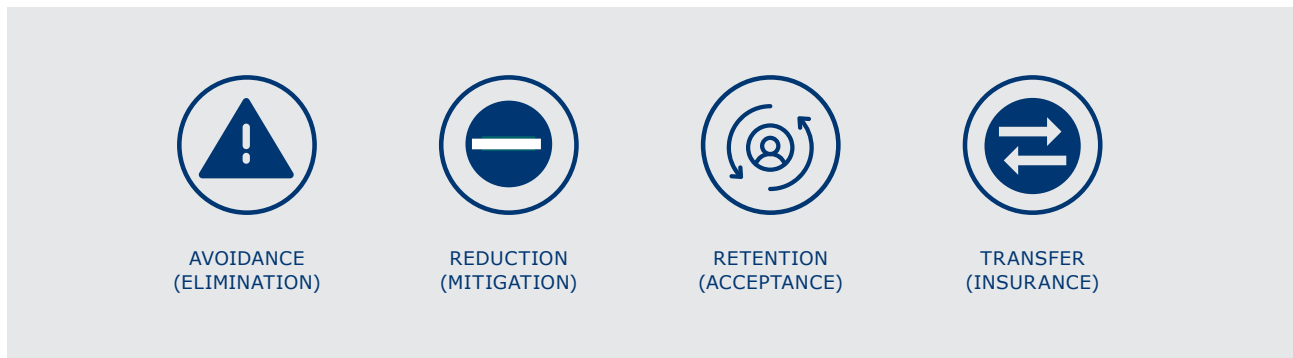 AVOIDANCE
(ELIMINATION)
REDUCTION
(MITIGATION)
RETENTION
(ACCEPTANCE)
TRANSFER
(INSURANCE)